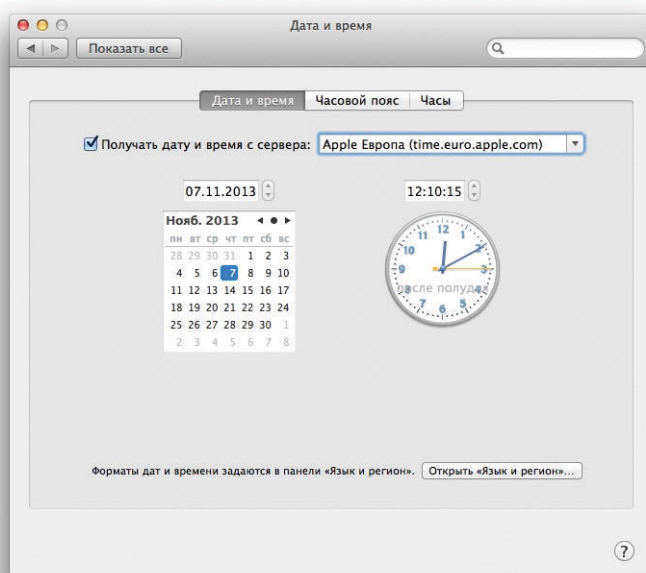 Дата и время
Показать все
Дата и время Часовой пояс Часы
Получать дату и время с сервера: Apple Европа (time.euro.apple.com)
07.11.2013 12:10:15
Нояб. 2013
пн вт ср чт пт сб вс
28 29 30 31 1 2 3
4 5 6 7 8 9 10
11 12 13 14 15 16 17
18 19 20 21 22 23 24
25 26 27 28 29 30 1
2 3 4 5 6 7 8
12 1 2 3 4 5 6 7 8 9 10 11
после полудня
Форматы дат и времени задаются в панели «Язык и регион». Открыть «Язык и регион»...
?